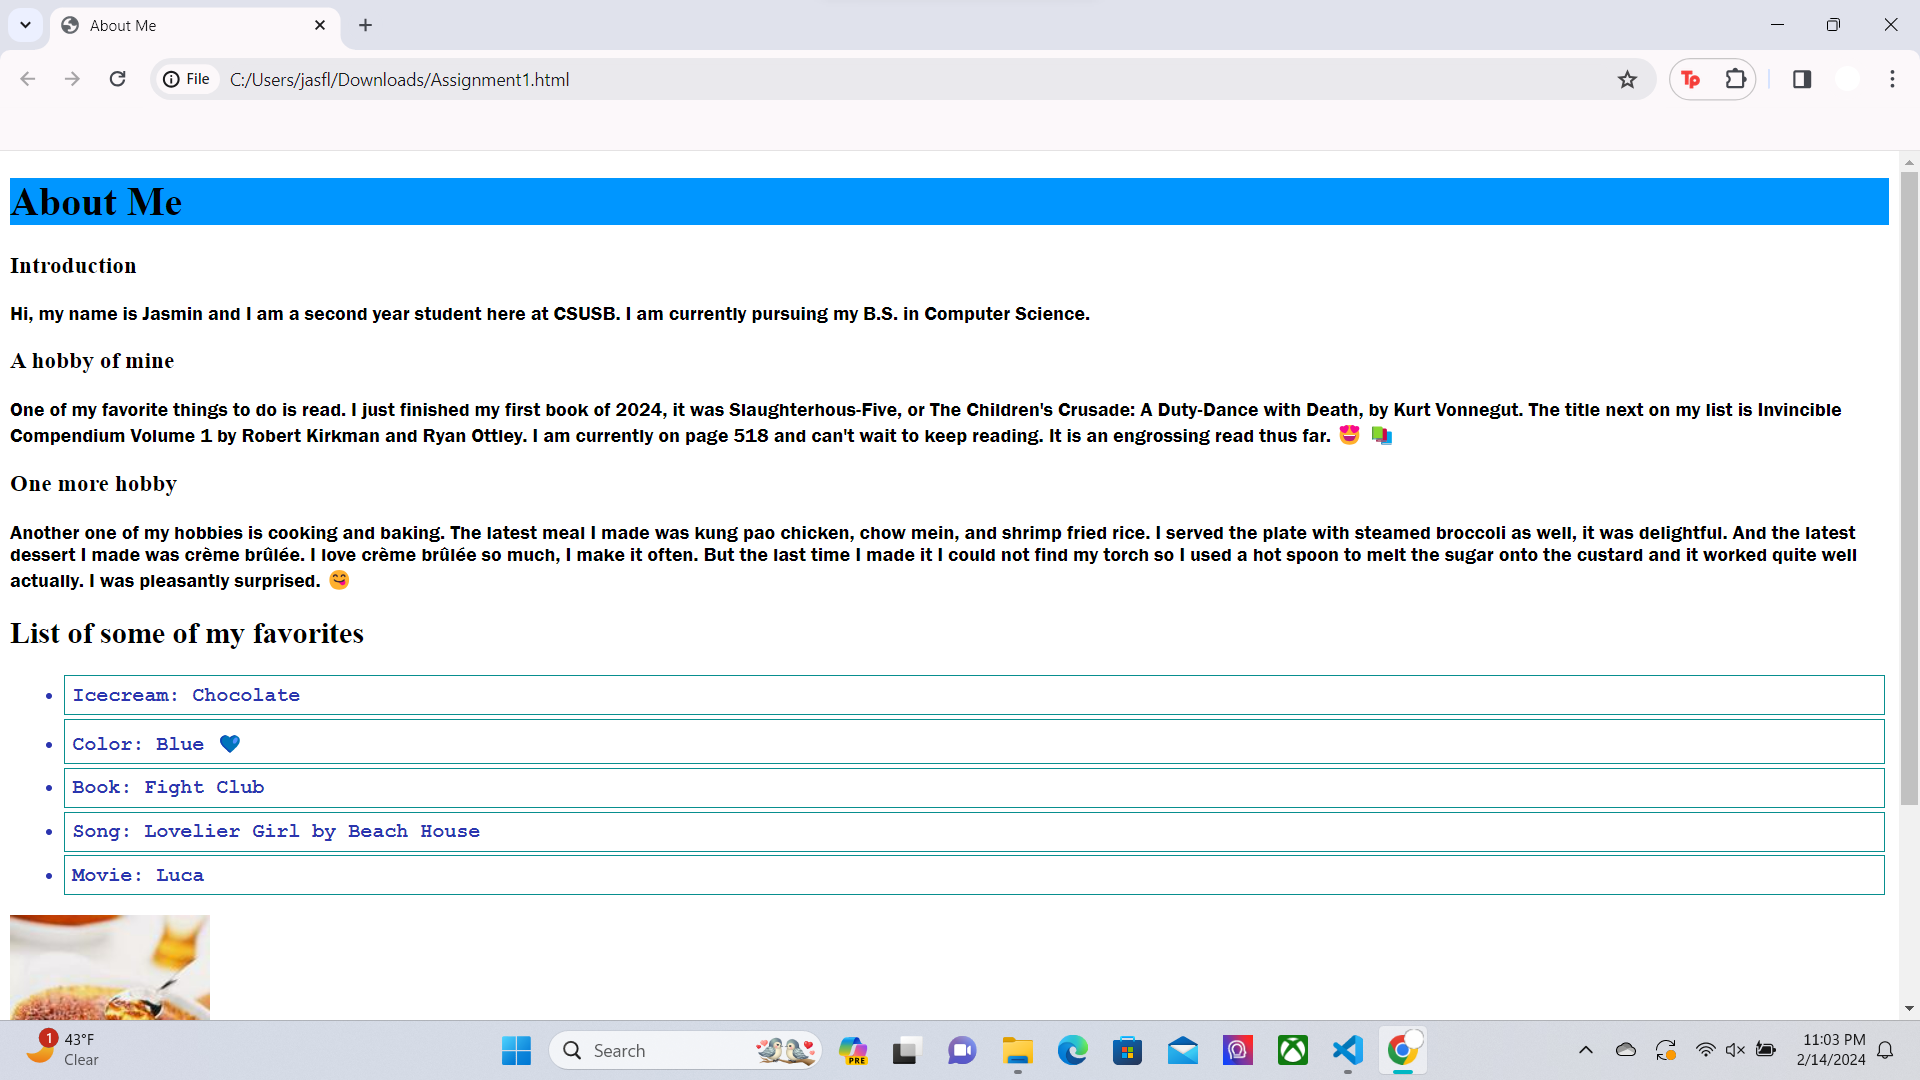 About Me
File C:/Users/jasfl/Downloads/Assignment1.html
Tp
About Me
Introduction
Hi, my name is Jasmin and I am a second year student here at CSUSB. I am currently pursuing my B.S. in Computer Science.
A hobby of mine
One of my favorite things to do is read. I just finished my first book of 2024, it was Slaughterhous-Five, or The Children's Crusade: A Duty-Dance with Death, by Kurt Vonnegut. The title next on my list is Invincible
Compendium Volume 1 by Robert Kirkman and Ryan Ottley. I am currently on page 518 and can't wait to keep reading. It is an engrossing read thus far. 😍 📚
One more hobby
Another one of my hobbies is cooking and baking. The latest meal I made was kung pao chicken, chow mein, and shrimp fried rice. I served the plate with steamed broccoli as well, it was delightful. And the latest
dessert I made was crème brûlée. I love crème brûlée so much, I make it often. But the last time I made it I could not find my torch so I used a hot spoon to melt the sugar onto the custard and it worked quite well
actually. I was pleasantly surprised. 😋
List of some of my favorites
• Icecream: Chocolate
• Color: Blue 💙
• Book: Fight Club
• Song: Lovelier Girl by Beach House
• Movie: Luca
1
43°F
Clear
Search
PRE
11:03 PM
2/14/2024